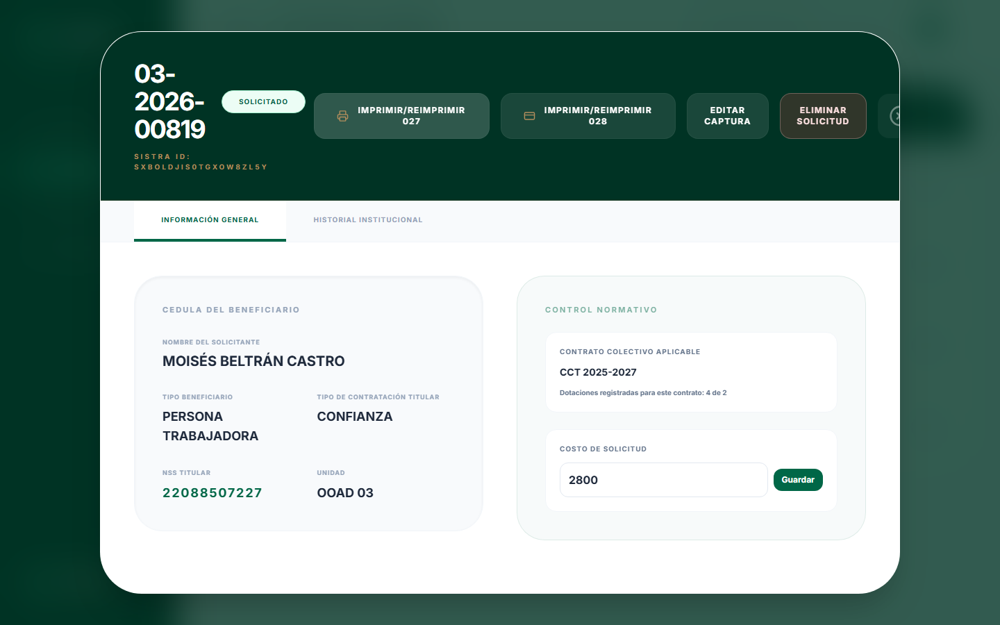 03-
2026-
00819
SOLICITADO
SISTRA ID:
SXBOLDJIS0TGXOW8ZL5Y
IMPRIMIR/REIMPRIMIR
027
IMPRIMIR/REIMPRIMIR
028
EDITAR
CAPTURA
ELIMINAR
SOLICITUD
INFORMACIÓN GENERAL
HISTORIAL INSTITUCIONAL
CEDULA DEL BENEFICIARIO
NOMBRE DEL SOLICITANTE
MOISÉS BELTRÁN CASTRO
TIPO BENEFICIARIO
PERSONA
TRABAJADORA
TIPO DE CONTRATACIÓN TITULAR
CONFIANZA
NSS TITULAR
22088507227
UNIDAD
OOAD 03
CONTROL NORMATIVO
CONTRATO COLECTIVO APLICABLE
CCT 2025-2027
Dotaciones registradas para este contrato: 4 de 2
COSTO DE SOLICITUD
2800
Guardar